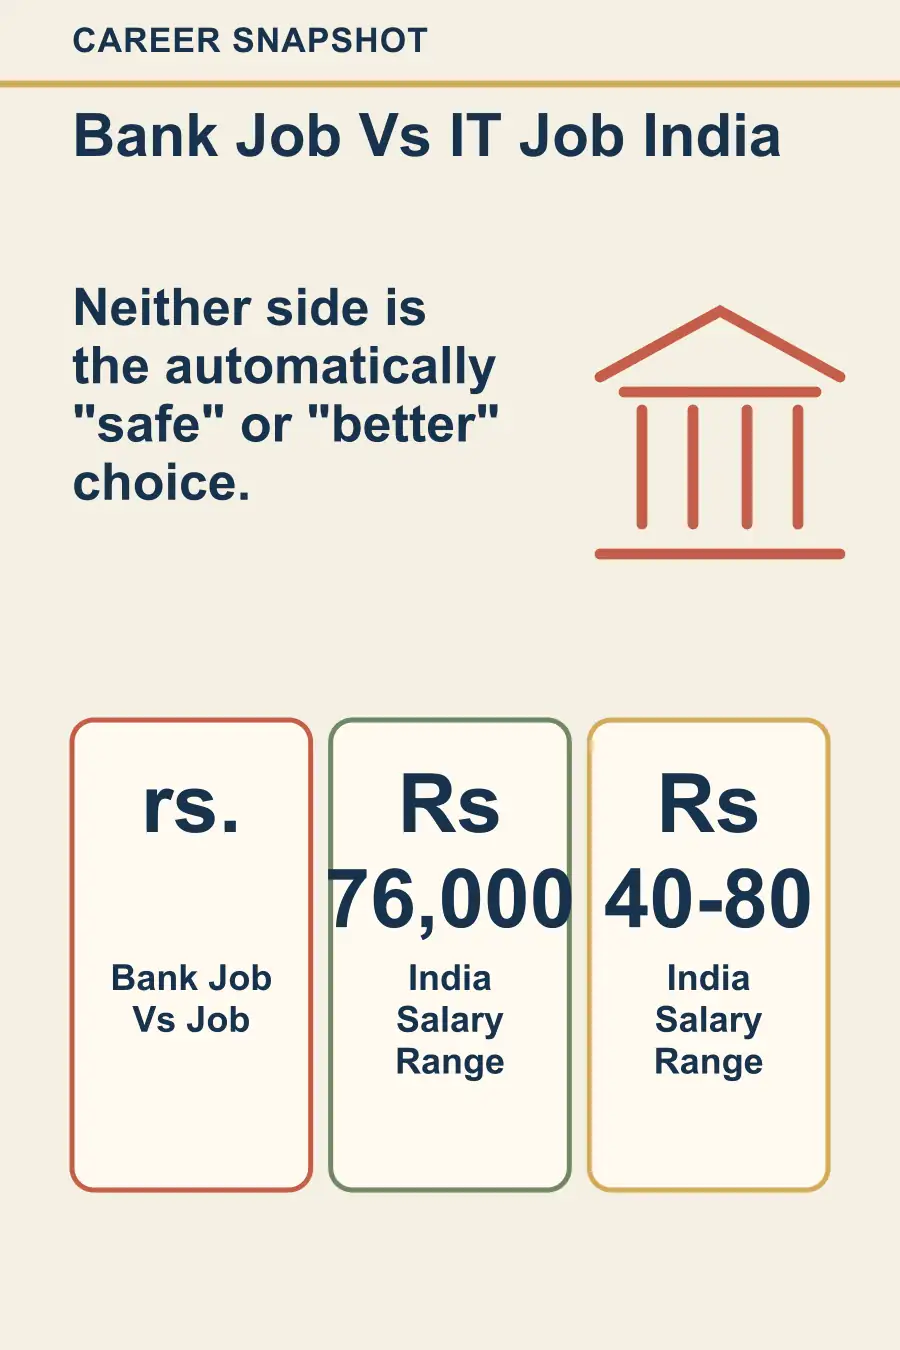 CAREER SNAPSHOT
Bank Job Vs IT Job India
Neither side is
the automatically
"safe" or "better"
choice.
rs.
Bank Job
Vs Job
Rs
76,000
India
Salary
Range
Rs
40-80
India
Salary
Range